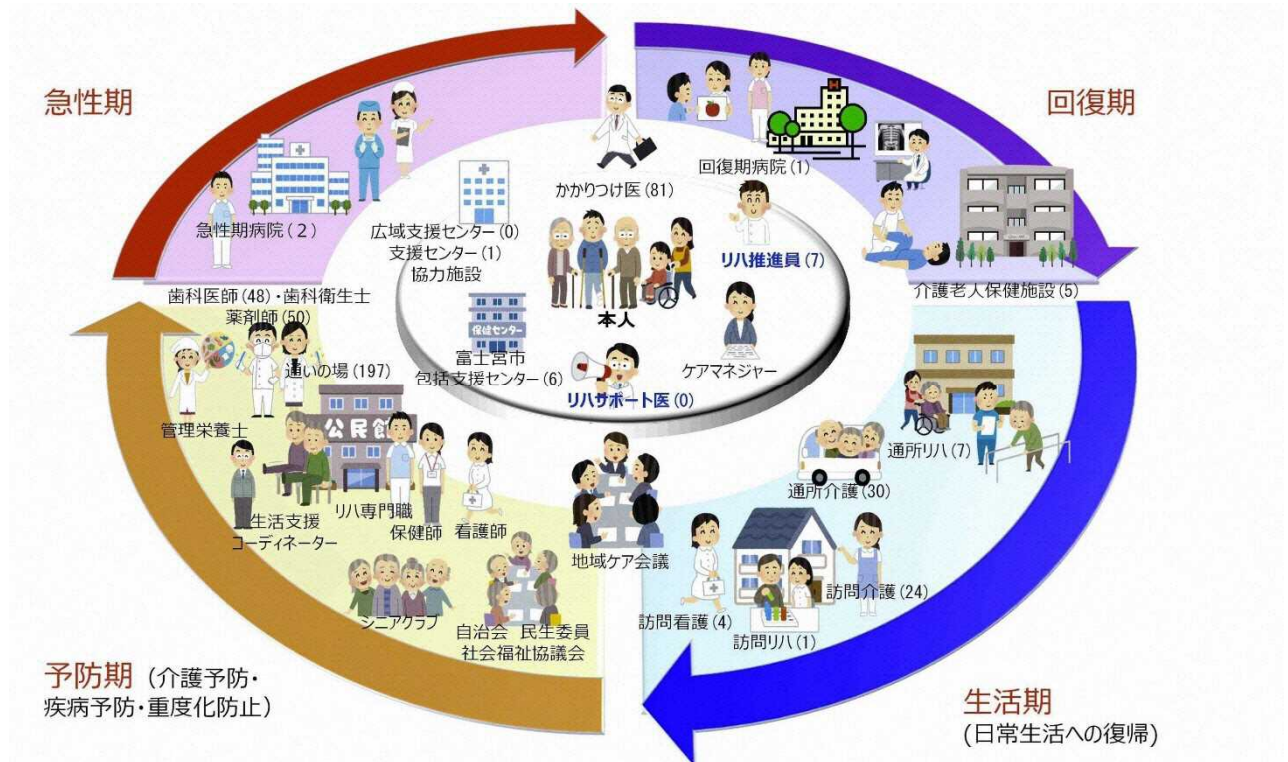 急性期
回復期
かかりつけ医(81)
回復期病院(1)
急性期病院(2)
広域支援センター(0)
支援センター(1)
協力施設
リハ推進員(7)
介護老人保健施設(5)
歯科医師(48)・歯科衛生士
薬剤師(50)
本人
保健センター
富士宮市
包括支援センター(6)
リハサポート医(0)
ケアマネジャー
通いの場(197)
管理栄養士
公民館
通所リハ(7)
通所介護(30)
生活支援
コーディネーター
リハ専門職
保健師
看護師
地域ケア会議
訪問介護(24)
訪問看護(4)
訪問リハ(1)
シニアクラブ
自治会 民生委員
社会福祉協議会
予防期(介護予防・
疾病予防・重度化防止)
生活期
(日常生活への復帰)
H